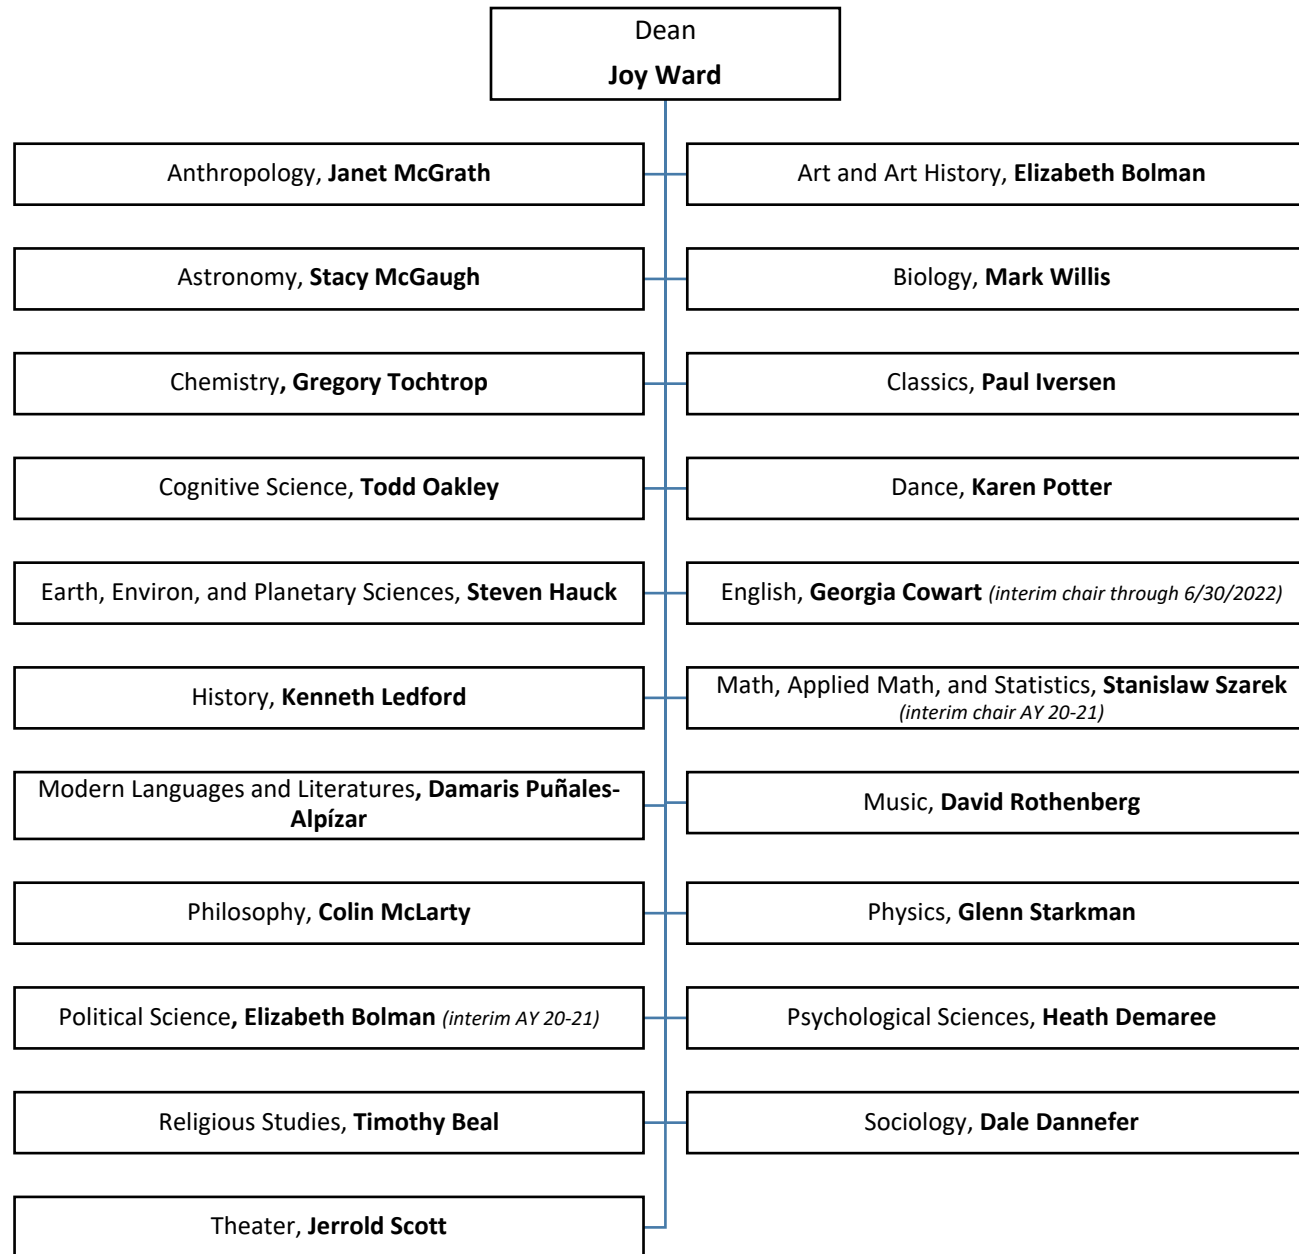 Dean
Joy Ward
Anthropology, Janet McGrath
Art and Art History, Elizabeth Bolman
Astronomy, Stacy McGaugh
Biology, Mark Willis
Chemistry, Gregory Tochtrop
Classics, Paul Iversen
Cognitive Science, Todd Oakley
Dance, Karen Potter
Earth, Environ, and Planetary Sciences, Steven Hauck
English, Georgia Cowart (interim chair through 6/30/2022)
History, Kenneth Ledford
Math, Applied Math, and Statistics, Stanislaw Szarek
(interim chair AY 20-21)
Modern Languages and Literatures, Damaris Puñales-
Alpízar
Music, David Rothenberg
Philosophy, Colin McLarty
Physics, Glenn Starkman
Political Science, Elizabeth Bolman (interim AY 20-21)
Psychological Sciences, Heath Demaree
Religious Studies, Timothy Beal
Sociology, Dale Dannefer
Theater, Jerrold Scott